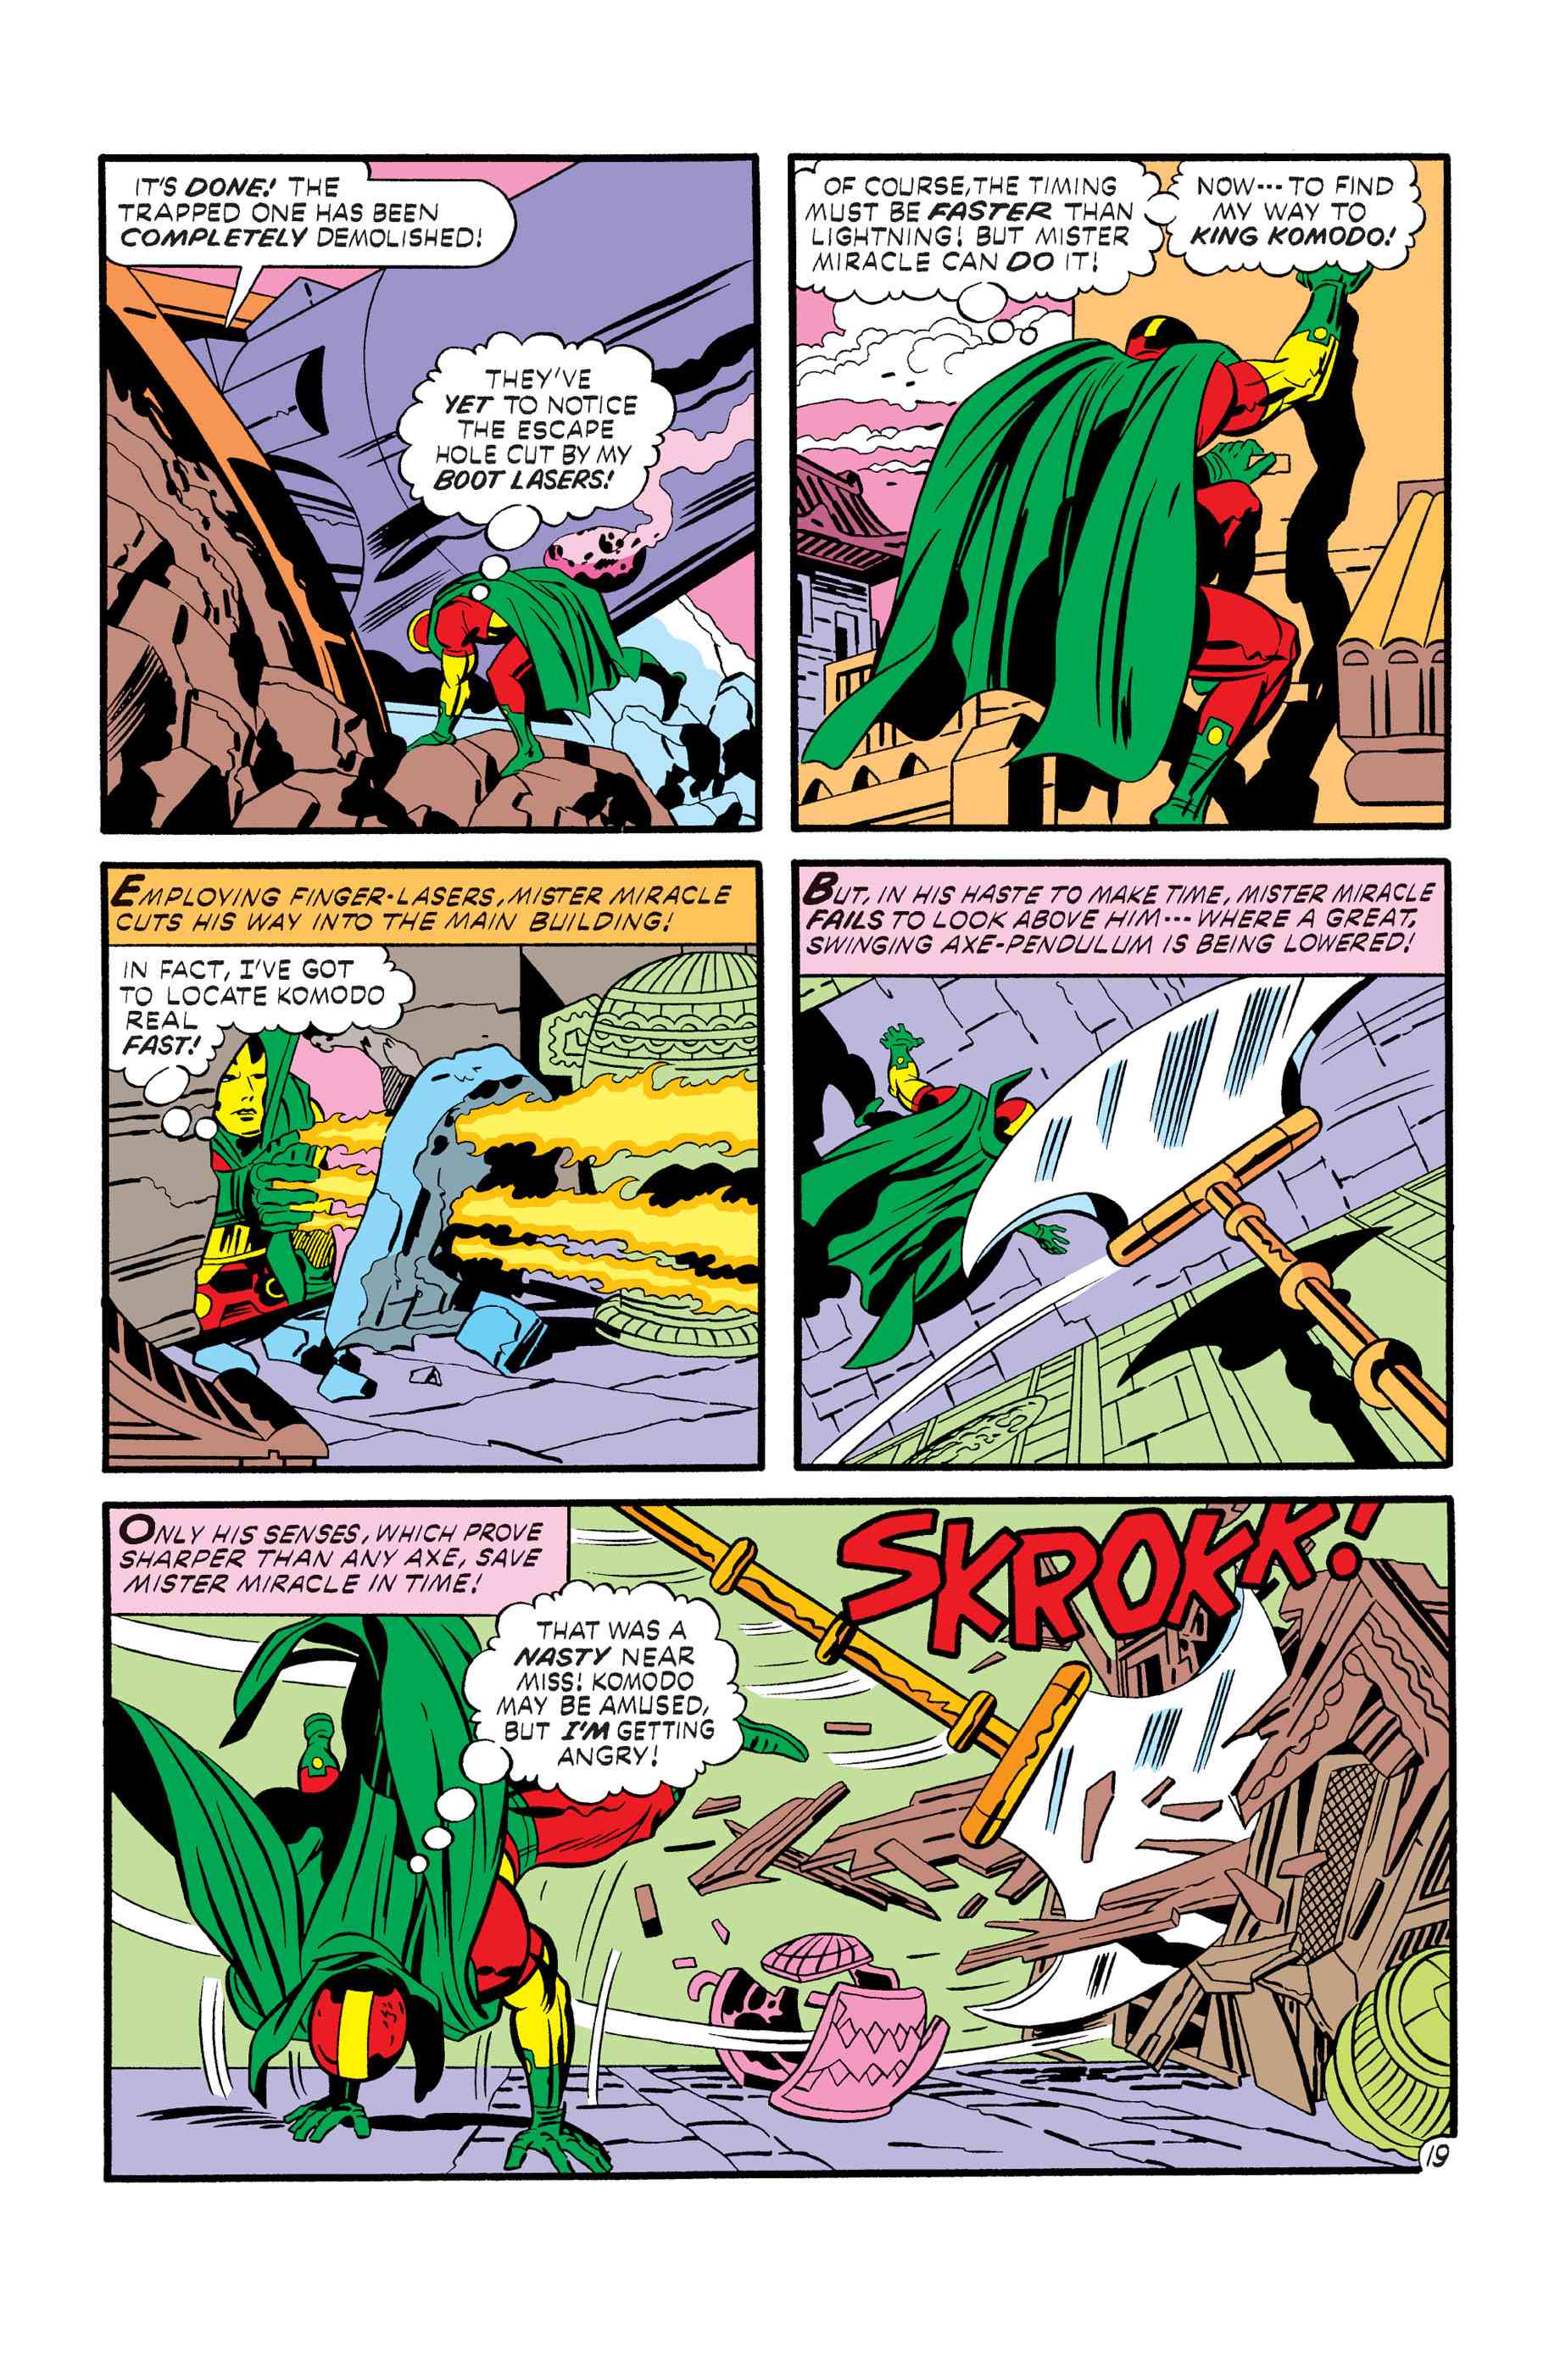 IT'S DONE! THE
TRAPPED ONE HAS BEEN
COMPLETELY DEMOLISHED!
THEY'VE
YET TO NOTICE
THE ESCAPE
HOLE CUT BY MY
BOOT LASERS!
OF COURSE, THE TIMING
MUST BE FASTER THAN
LIGHTNING! BUT MISTER
MIRACLE CAN DO IT!
NOW--- TO FIND
MY WAY TO
KING KOMODO!
EMPLOYING FINGER-LASERS, MISTER MIRACLE
CUTS HIS WAY INTO THE MAIN BUILDING!
IN FACT, I'VE GOT
TO LOCATE KOMODO
REAL
FAST!
BUT, IN HIS HASTE TO MAKE TIME, MISTER MIRACLE
FAILS TO LOOK ABOVE HIM--- WHERE A GREAT,
SWINGING AXE-PENDULUM IS BEING LOWERED!
ONLY HIS SENSES, WHICH PROVE
SHARPER THAN ANY AXE, SAVE
MISTER MIRACLE IN TIME!
SKROKK!
THAT WAS A
NASTY NEAR
MISS! KOMODO
MAY BE AMUSED,
BUT I'M GETTING
ANGRY!
19